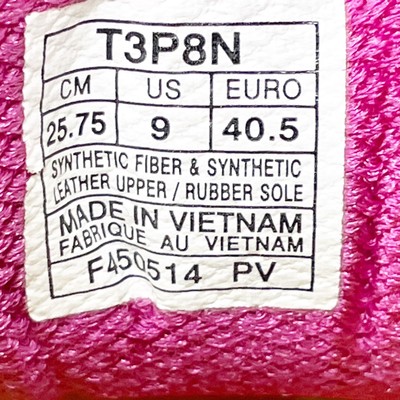 T3P8N
CM US EURO
25.75 9 40.5
SYNTHETIC FIBER & SYNTHETIC
LEATHER UPPER / RUBBER SOLE
MADE IN VIETNAM
FABRIQUE AU VIETNAM
F450514 PV